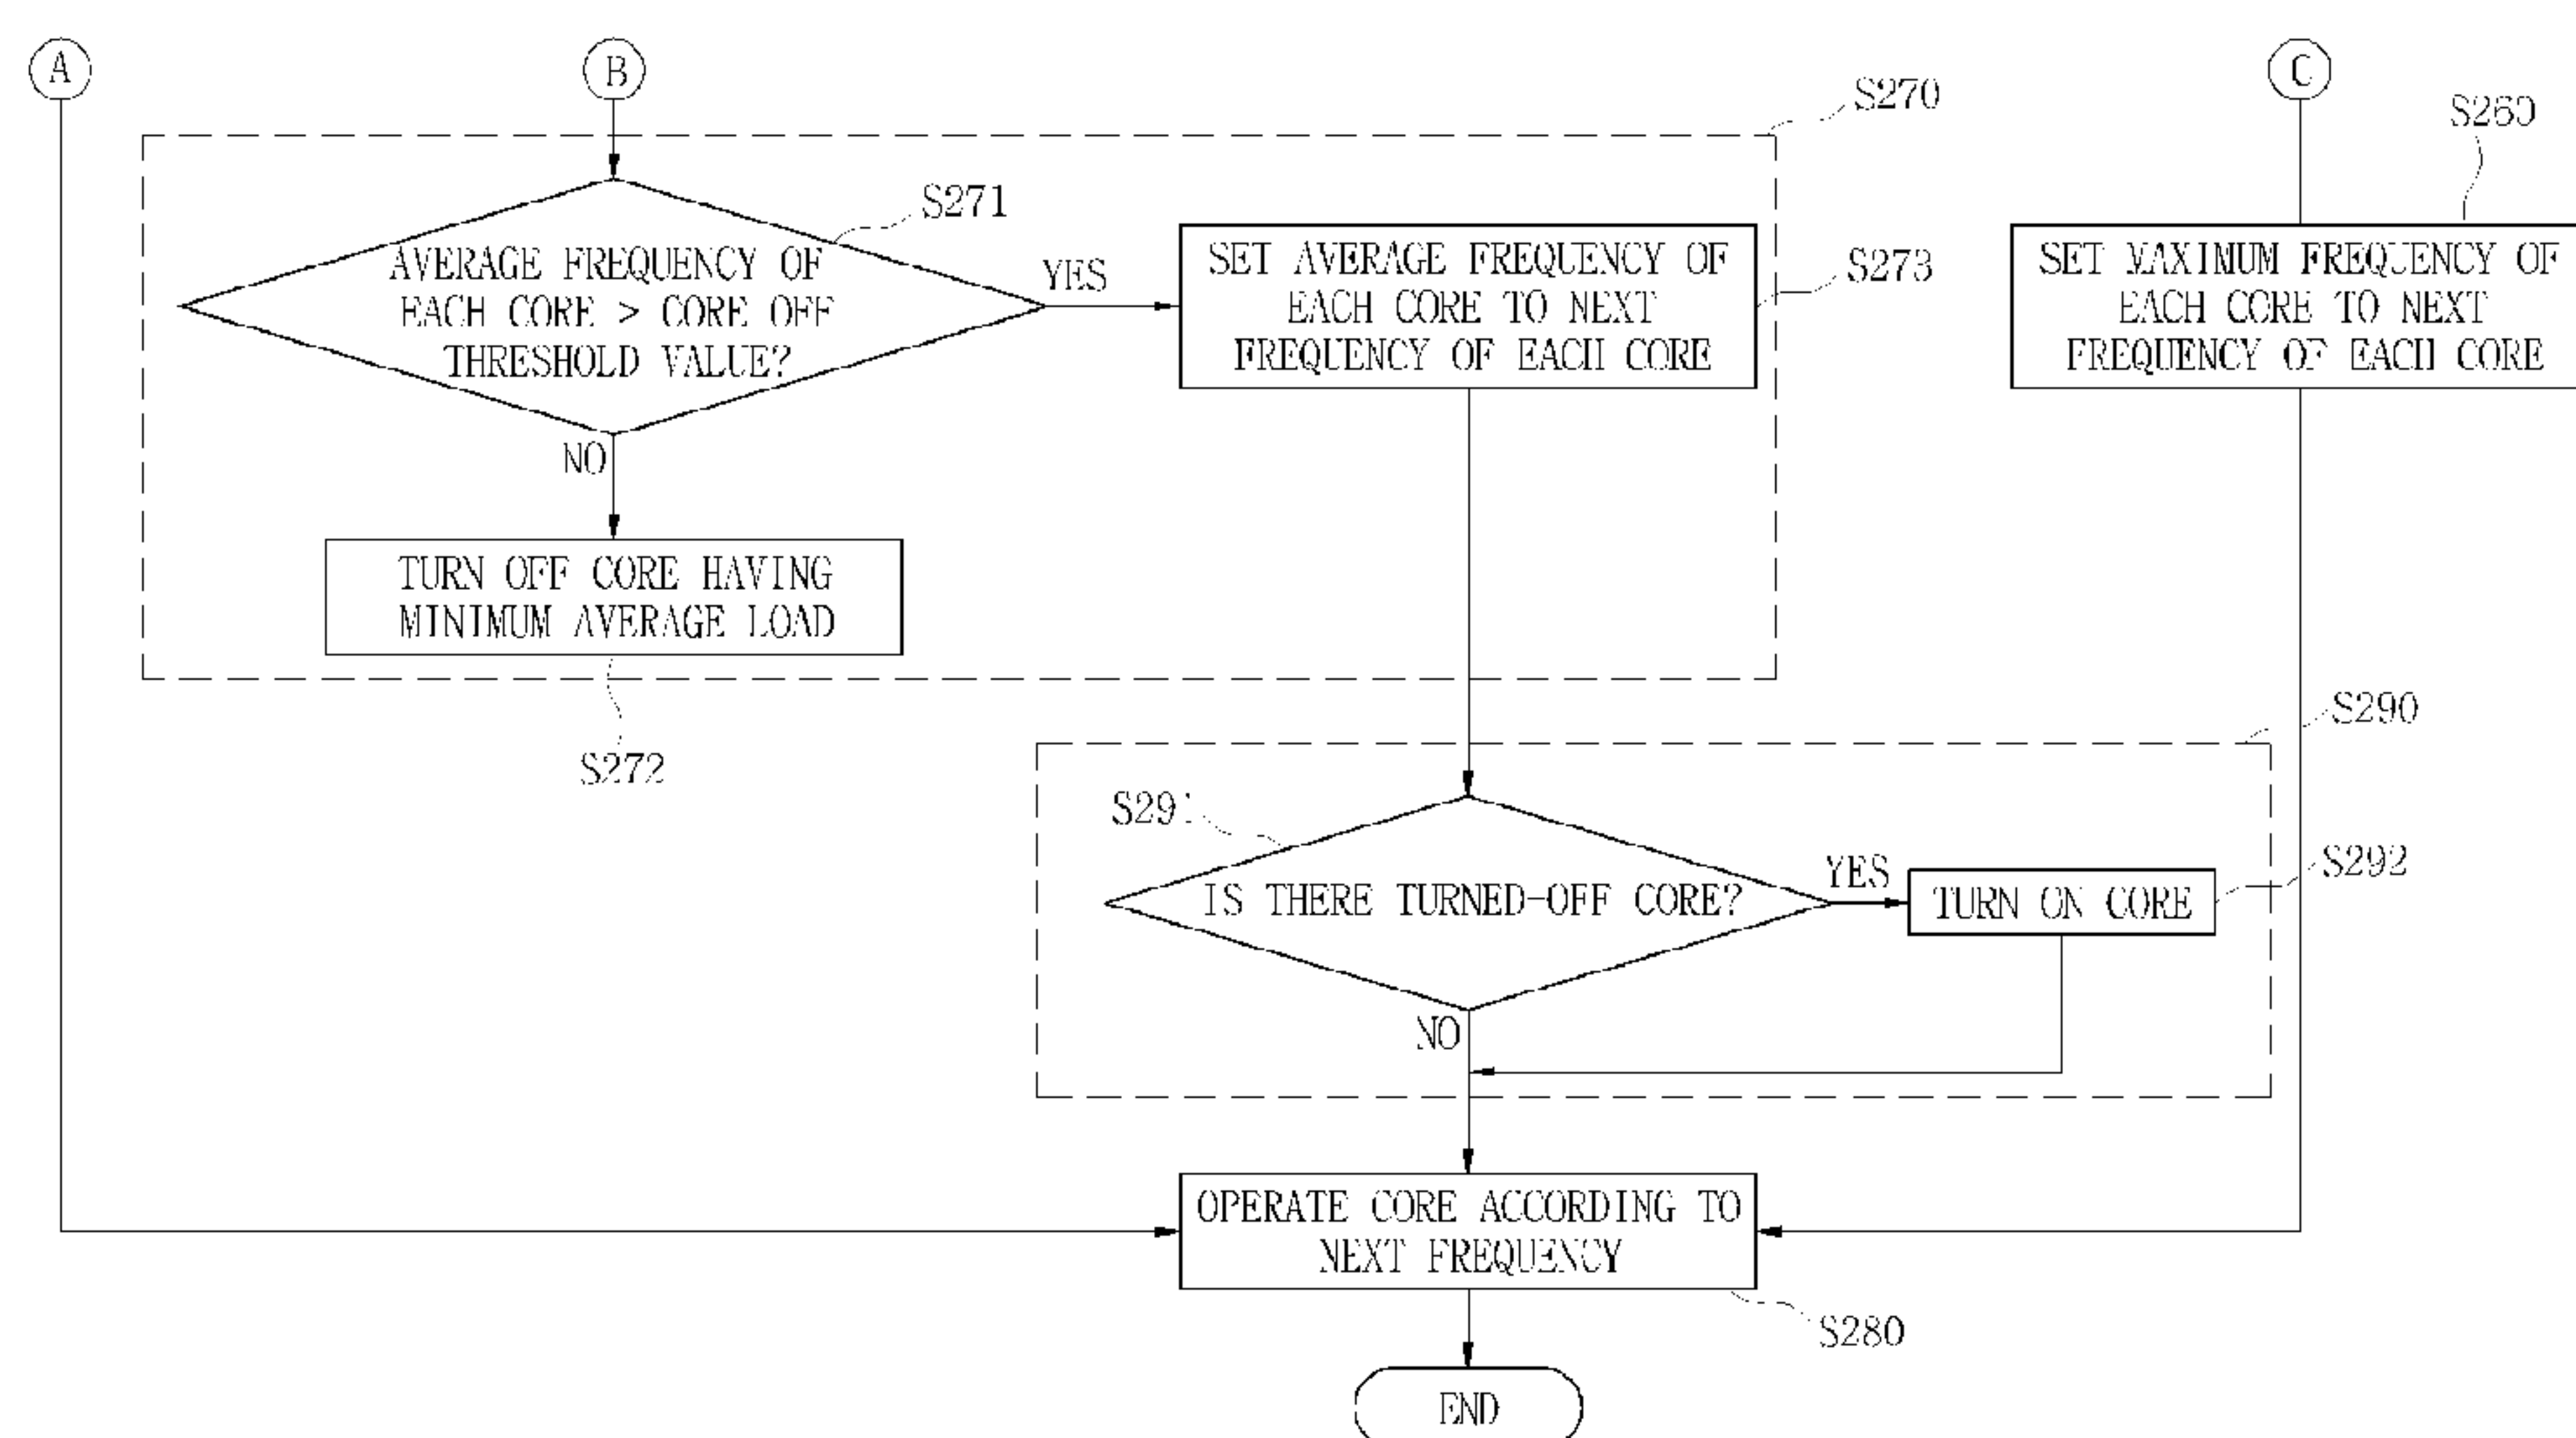 A
B
C
S270
S260
S271
AVERAGE FREQUENCY OF
EACH CORE > CORE OFF
THRESHOLD VALUE?
YES
SET AVERAGE FREQUENCY OF
EACH CORE TO NEXT
FREQUENCY OF EACH CORE
S273
SET MAXIMUM FREQUENCY OF
EACH CORE TO NEXT
FREQUENCY OF EACH CORE
NO
TURN OFF CORE HAVING
MINIMUM AVERAGE LOAD
S272
S290
S291
IS THERE TURNED-OFF CORE?
YES
TURN ON CORE
S292
NO
OPERATE CORE ACCORDING TO
NEXT FREQUENCY
S280
END